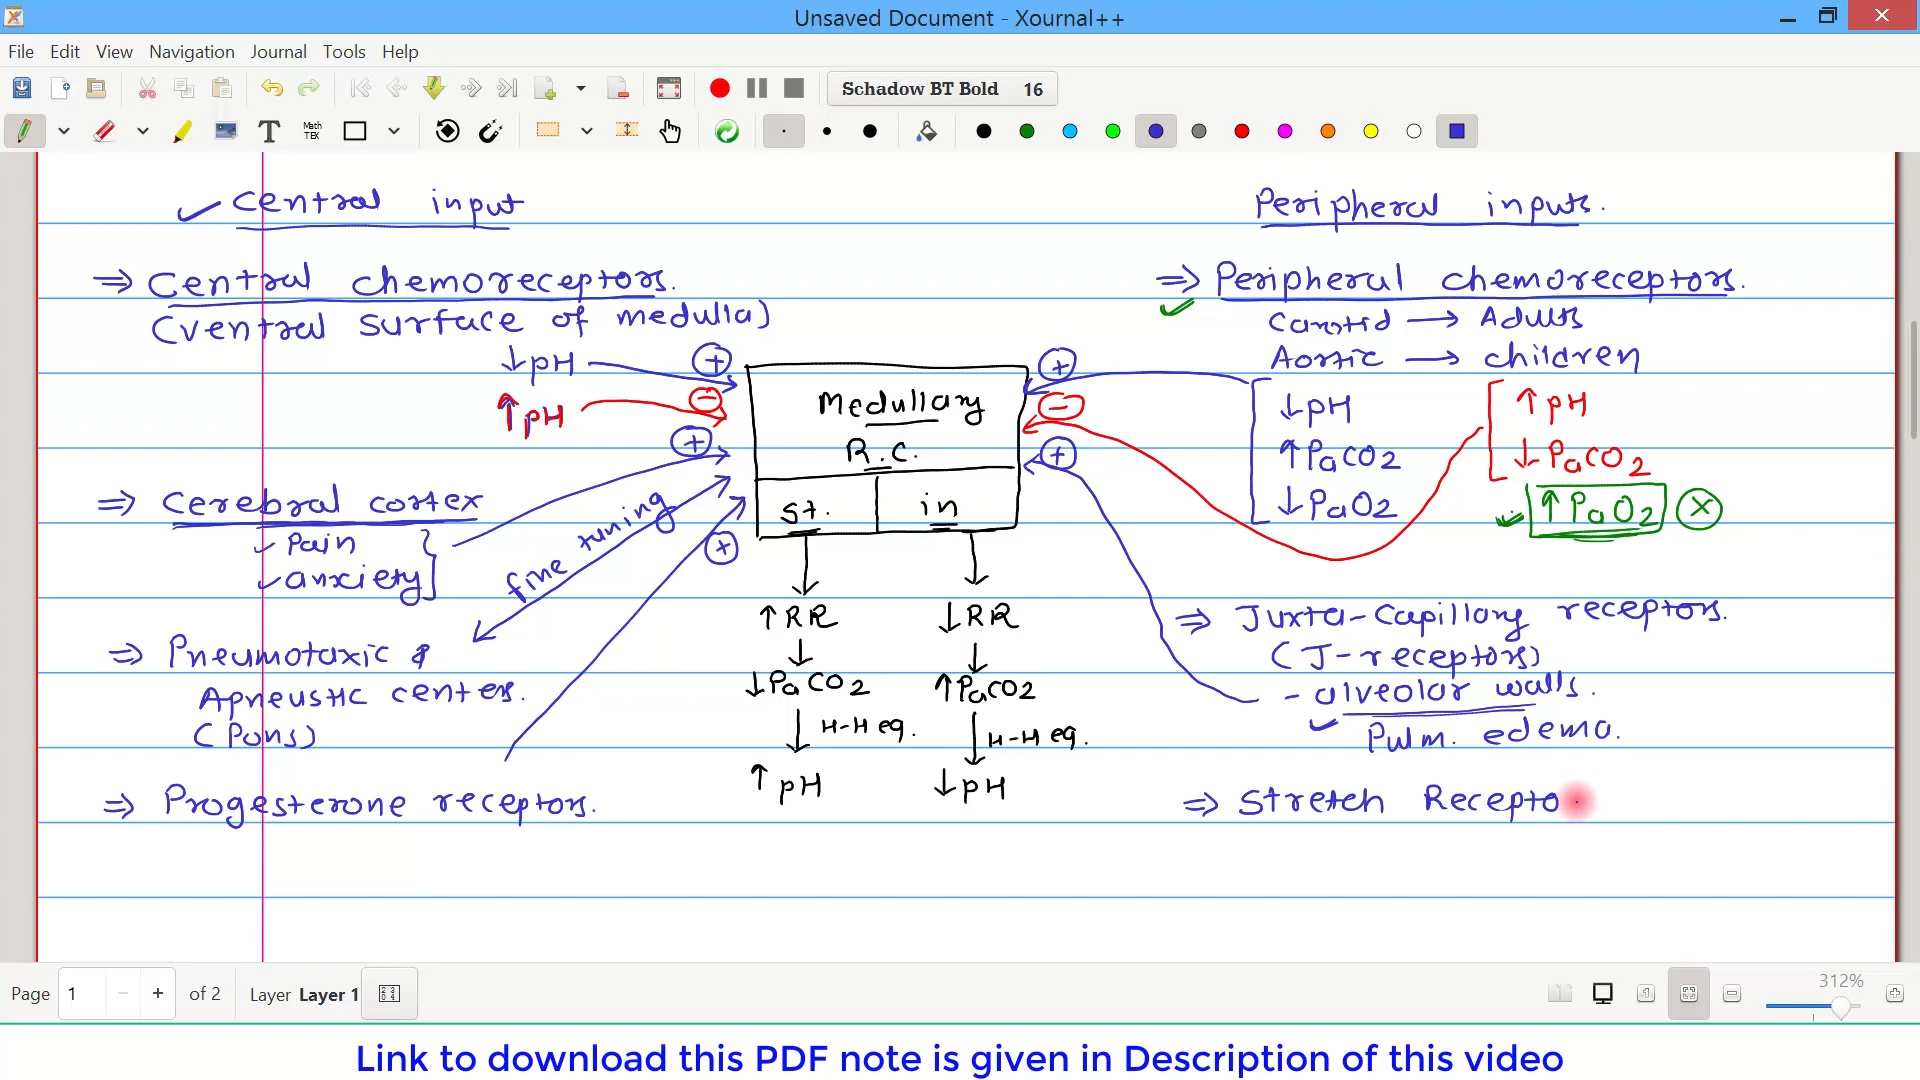 Unsaved Document - Xournal++
File Edit View Navigation Journal Tools Help
Schadow BT Bold 16
Math TEX
Central input
⇒ Central chemoreceptors.
(ventral surface of medulla)
↓pH
+
↑pH
−
+
⇒ Cerebral cortex
Pain
anxiety
fine tuning
⇒ Pneumotaxic &
Apneustic centers.
(Pons)
+
⇒ Progesterone receptors.
Medullary
R.C.
St. in
↑RR ↓RR
↓PaCO2 ↑PaCO2
H-H eq. H-H eq.
↑pH ↓pH
Peripheral inputs.
⇒ Peripheral chemoreceptors.
Carotid → Adults
Aortic → children
+
−
+
↓pH ↑pH
↑PaCO2 ↓PaCO2
↓PaO2 ↑PaO2 X
⇒ Juxta-Capillary receptors.
(J-receptors)
- alveolar walls.
Pulm. edema.
⇒ Stretch Recepto
Page 1 − + of 2 Layer Layer 1
312%
Link to download this PDF note is given in Description of this video